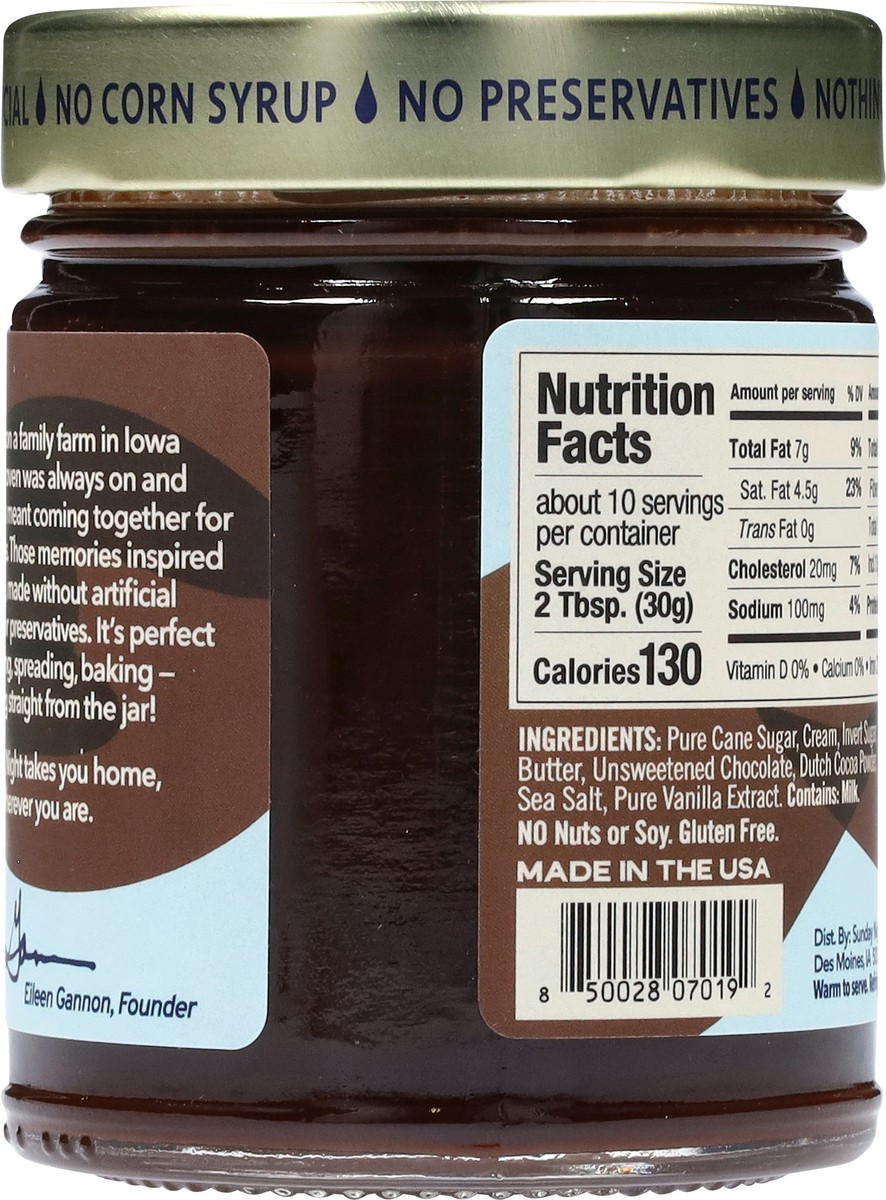 NO CORN SYRUP NO PRESERVATIVES
a family farm in Iowa
was always on and
meant coming together for
Those memories inspired
made without artificial
preservatives. It's perfect
spreading, baking –
straight from the jar!
takes you home,
you are.
Eileen Gannon, Founder
Nutrition
Facts
about 10 servings
per container
Serving Size
2 Tbsp. (30g)
Calories 130
Amount per serving % DV
Total Fat 7g 9%
Sat. Fat 4.5g 23%
Trans Fat 0g
Cholesterol 20mg 7%
Sodium 100mg 4%
Vitamin D 0% • Calcium 0% •
INGREDIENTS: Pure Cane Sugar, Cream, Invert Sugar
Butter, Unsweetened Chocolate, Dutch Cocoa
Sea Salt, Pure Vanilla Extract. Contains: Milk.
NO Nuts or Soy. Gluten Free.
MADE IN THE USA
8 50028 07019 2
Dist. By: Sunday
Des Moines, IA
Warm to serve.